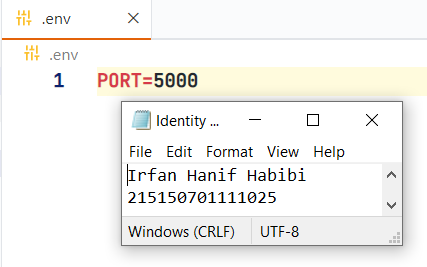 .env
.env
1 PORT=5000
Identity ...
File Edit Format View Help
Irfan Hanif Habibi
215150701111025
Windows (CRLF) UTF-8